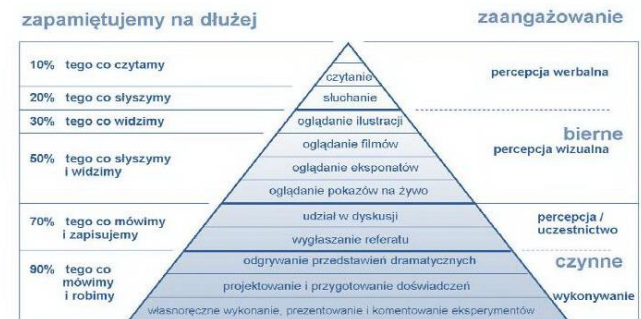 zapamiętujemy na dłużej
zaangażowanie
10% tego co czytamy
20% tego co słyszymy
30% tego co widzimy
50% tego co słyszymy
i widzimy
70% tego co mówimy
i zapisujemy
90% tego co
mówimy
i robimy
czytanie
słuchanie
oglądanie ilustracji
oglądanie filmów
oglądanie eksponatów
oglądanie pokazów na żywo
udział w dyskusji
wygłaszanie referatu
odgrywanie przedstawień dramatycznych
projektowanie i przygotowanie doświadczeń
własnoręczne wykonanie, prezentowanie i komentowanie eksperymentów
percepcja werbalna
bierne
percepcja wizualna
percepcja /
uczestnictwo
czynne
wykonywanie